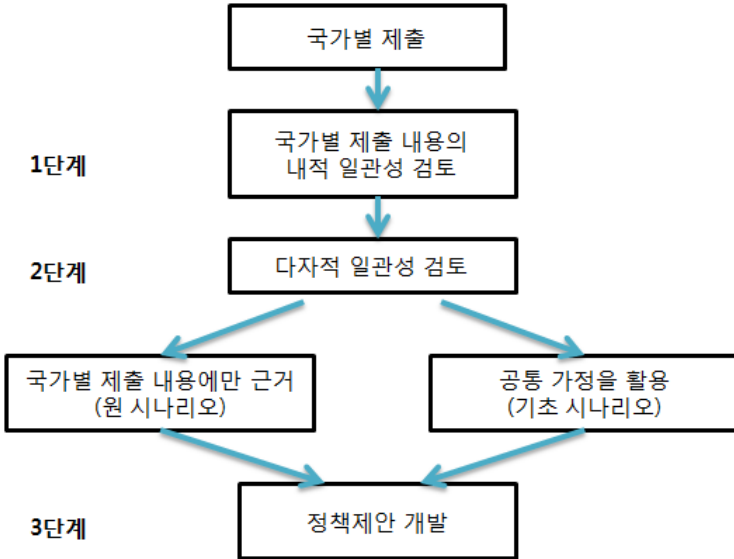 국가별 제출
1단계
국가별 제출 내용의
내적 일관성 검토
2단계
다자적 일관성 검토
국가별 제출 내용에만 근거
(원 시나리오)
공통 가정을 활용
(기초 시나리오)
3단계
정책제안 개발